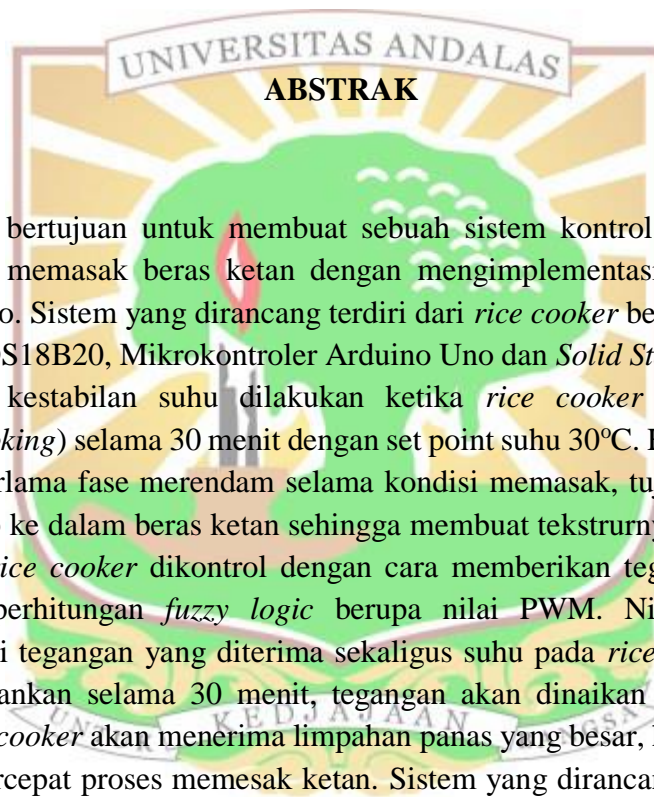 UNIVERSITAS ANDALAS
ABSTRAK
bertujuan untuk membuat sebuah sistem kontrol
memasak beras ketan dengan mengimplementasi
o. Sistem yang dirancang terdiri dari rice cooker be
S18B20, Mikrokontroler Arduino Uno dan Solid St
kestabilan suhu dilakukan ketika rice cooker
king) selama 30 menit dengan set point suhu 30ºC.
rlama fase merendam selama kondisi memasak, tuj
ke dalam beras ketan sehingga membuat tekstrurny
ice cooker dikontrol dengan cara memberikan teg
perhitungan fuzzy logic berupa nilai PWM. Ni
i tegangan yang diterima sekaligus suhu pada rice
ankan selama 30 menit, tegangan akan dinaikan
UNTUK KEDJAJAAN BANGSA
cooker akan menerima limpahan panas yang besar,
rcepat proses memesak ketan. Sistem yang dirancan